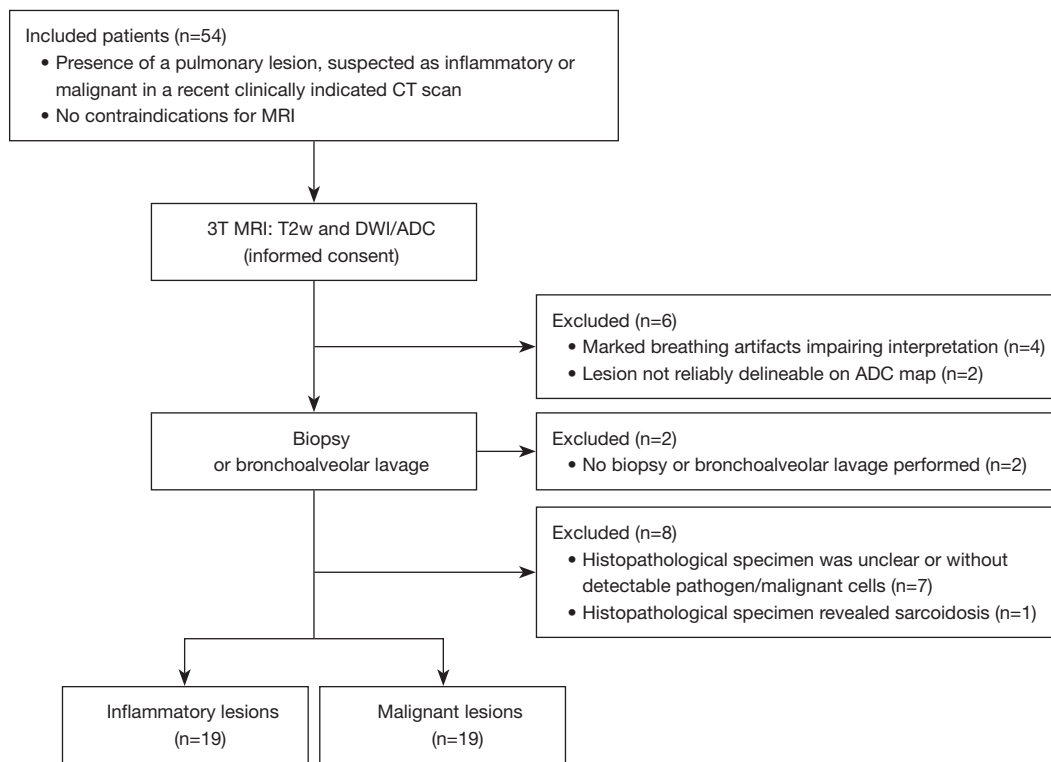 Included patients (n=54)
• Presence of a pulmonary lesion, suspected as inflammatory or
malignant in a recent clinically indicated CT scan
• No contraindications for MRI
3T MRI: T2w and DWI/ADC
(informed consent)
Excluded (n=6)
• Marked breathing artifacts impairing interpretation (n=4)
• Lesion not reliably delineable on ADC map (n=2)
Biopsy
or bronchoalveolar lavage
Excluded (n=2)
• No biopsy or bronchoalveolar lavage performed (n=2)
Excluded (n=8)
• Histopathological specimen was unclear or without
detectable pathogen/malignant cells (n=7)
• Histopathological specimen revealed sarcoidosis (n=1)
Inflammatory lesions
(n=19)
Malignant lesions
(n=19)